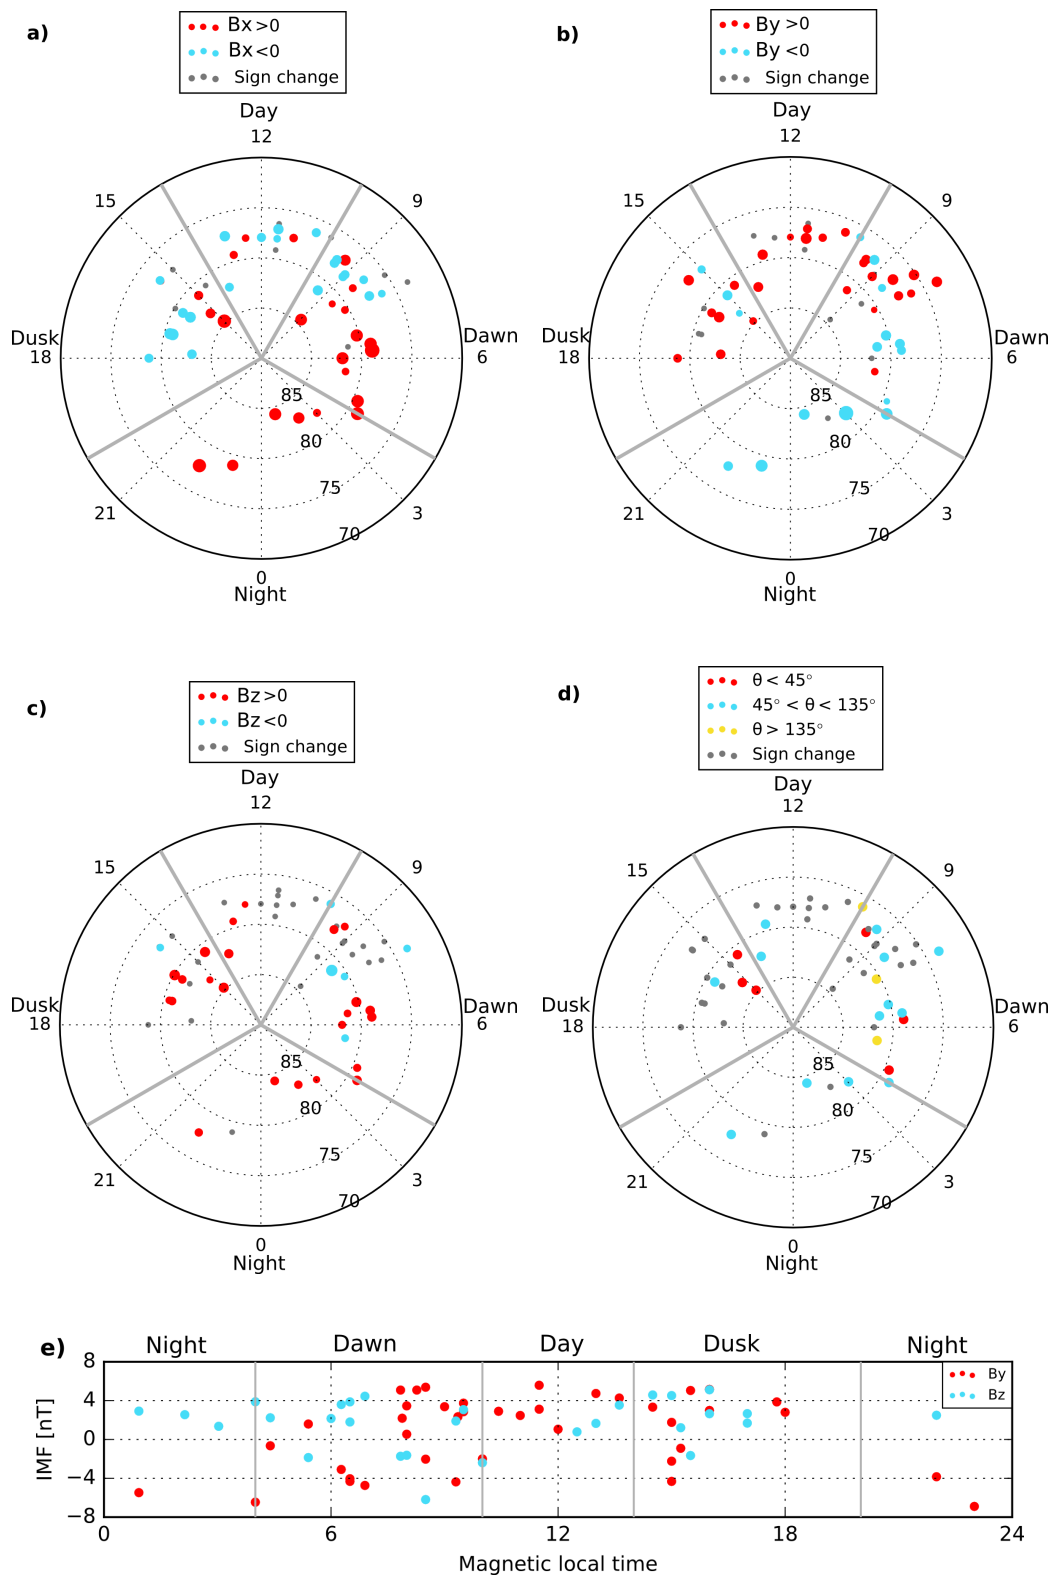 a)
Bx>0
Bx<0
Sign change
Day
12
15
9
Dusk
18
Dawn
6
85
80
75
70
21
3
0
Night
b)
By>0
By<0
Sign change
Day
12
15
9
Dusk
18
Dawn
6
85
80
75
70
21
3
0
Night
c)
Bz>0
Bz<0
Sign change
Day
12
15
9
Dusk
18
Dawn
6
85
80
75
70
21
3
0
Night
d)
θ < 45°
45° < θ < 135°
θ > 135°
Sign change
Day
12
15
9
Dusk
18
Dawn
6
85
80
75
70
21
3
0
Night
e)
Night Dawn Day Dusk Night
By
Bz
IMF [nT]
8
4
0
−4
−8
0 6 12 18 24
Magnetic local time